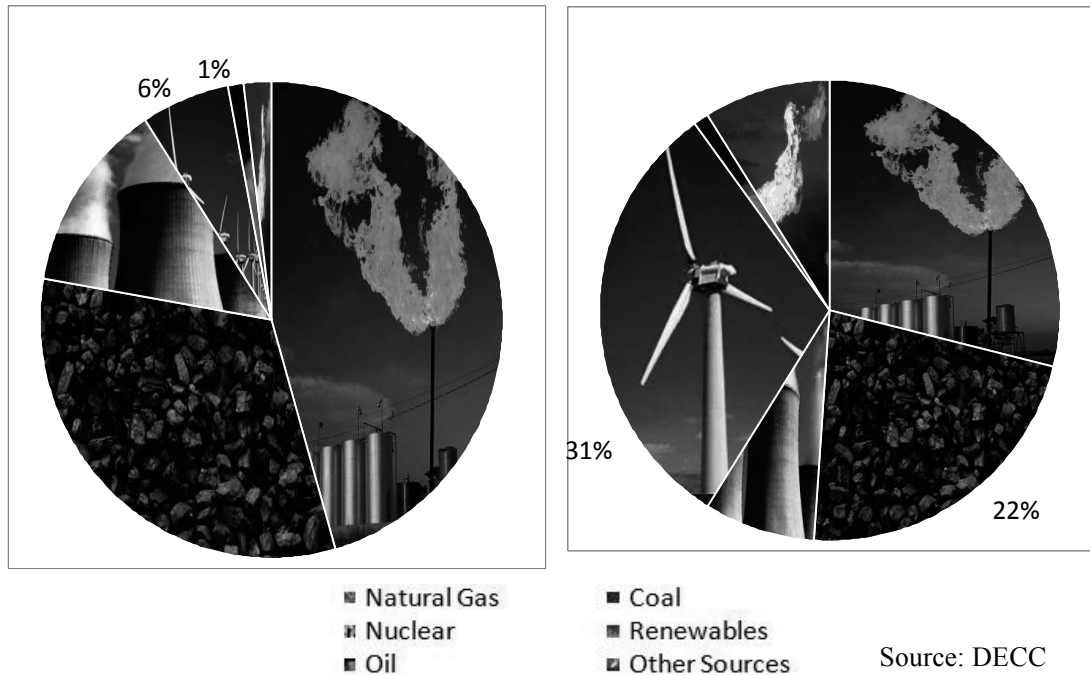 6%
1%
31%
22%
Natural Gas
Coal
Nuclear
Renewables
Oil
Other Sources
Source: DECC